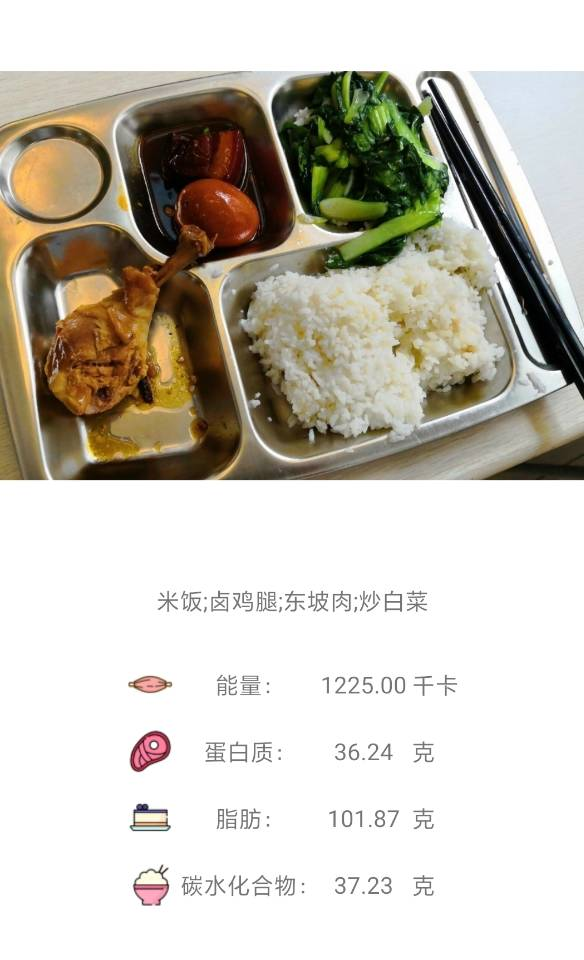 米饭;卤鸡腿;东坡肉;炒白菜
能量： 1225.00 千卡
蛋白质： 36.24 克
脂肪： 101.87 克
碳水化合物： 37.23 克